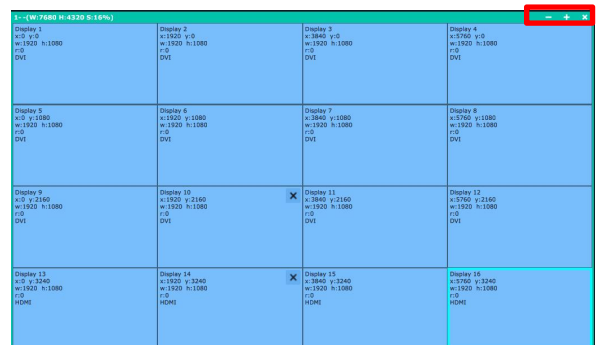 1--(W:7680 H:4320 S:16%) − + ×
Display 1
x:0 y:0
w:1920 h:1080
r:0
DVI
Display 2
x:1920 y:0
w:1920 h:1080
r:0
DVI
Display 3
x:3840 y:0
w:1920 h:1080
r:0
DVI
Display 4
x:5760 y:0
w:1920 h:1080
r:0
DVI
Display 5
x:0 y:1080
w:1920 h:1080
r:0
DVI
Display 6
x:1920 y:1080
w:1920 h:1080
r:0
DVI
Display 7
x:3840 y:1080
w:1920 h:1080
r:0
DVI
Display 8
x:5760 y:1080
w:1920 h:1080
r:0
DVI
Display 9
x:0 y:2160
w:1920 h:1080
r:0
DVI
Display 10
x:1920 y:2160
w:1920 h:1080
r:0
DVI
Display 11
x:3840 y:2160
w:1920 h:1080
r:0
DVI
Display 12
x:5760 y:2160
w:1920 h:1080
r:0
DVI
Display 13
x:0 y:3240
w:1920 h:1080
r:0
HDMI
Display 14
x:1920 y:3240
w:1920 h:1080
r:0
HDMI
Display 15
x:3840 y:3240
w:1920 h:1080
r:0
HDMI
Display 16
x:5760 y:3240
w:1920 h:1080
r:0
HDMI